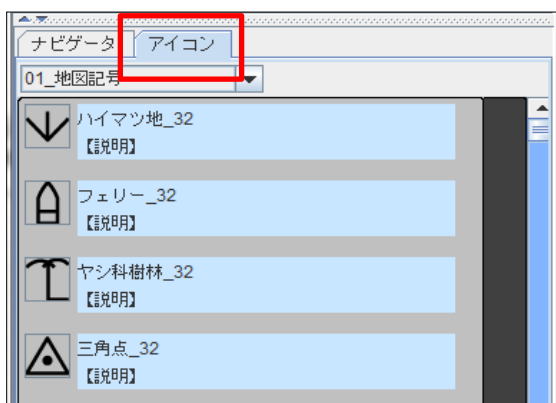 ナビゲータ アイコン
01_地図記号
ハイマツ地_32
【説明】
フェリー_32
【説明】
ヤシ科樹林_32
【説明】
三角点_32
【説明】